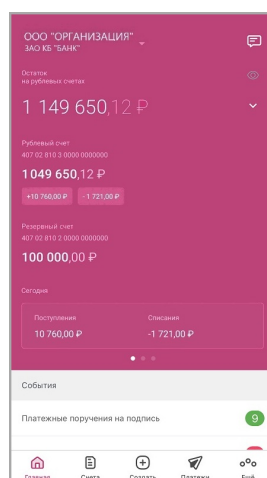 ООО "ОРГАНИЗАЦИЯ"
ЗАО КБ "БАНК"
Остаток
на рублевых счетах
1 149 650,12 ₽
Рублевый счет
407 02 810 3 0000 0000000
1 049 650,12 ₽
+10 760,00 ₽ - 1 721,00 ₽
Резервный счет
407 02 810 2 0000 0000000
100 000,00 ₽
Сегодня
Поступления Списания
10 760,00 ₽ -1 721,00 ₽
События
Платежные поручения на подпись 9
Главная Счета Создать Платежи Ещё